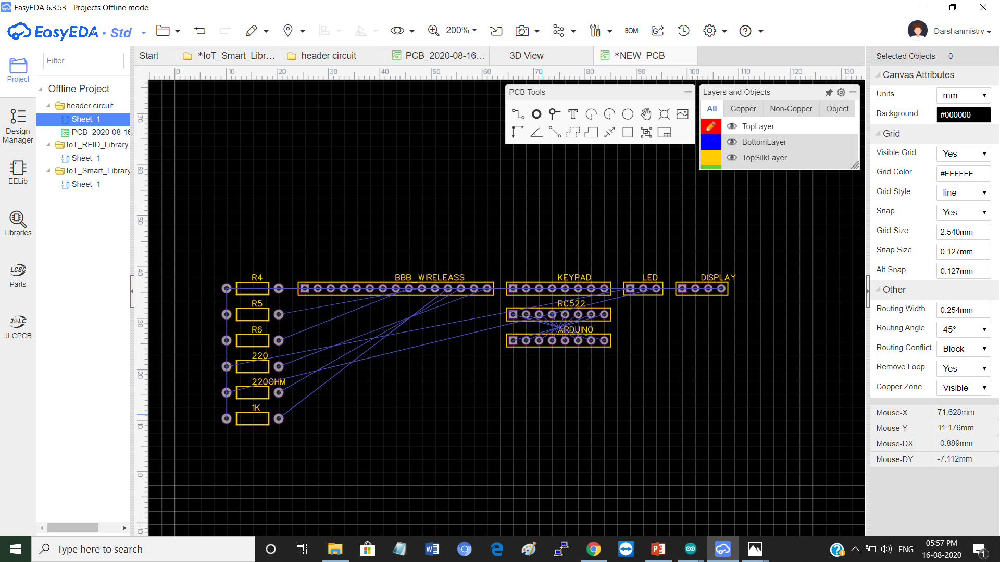 EasyEDA 6.3.53 - Projects Offline mode
EasyEDA · Std
200%
BOM
Darshanmistry
Start
*IoT_Smart_Libr...
header circuit
PCB_2020-08-16...
3D View
*NEW_PCB
Selected Objects 0
Project
Design Manager
EELib
Libraries
LCSC
Parts
J@LC
JLCPCB
Filter
Offline Project
header circuit
Sheet_1
PCB_2020-08-16
IoT_RFID_Library
Sheet_1
IoT_Smart_Library
Sheet_1
0 10 20 30 40 50 60 70 80 90 100 110 120 130
70
60
50
40
30
20
10
0
-10
PCB Tools
Layers and Objects
All Copper Non-Copper Object
TopLayer
BottomLayer
TopSilkLayer
R4
BBB_WIRELEASS
KEYPAD
LED
DISPLAY
R5
RC522
R6
ARDUINO
220
220OHM
1K
Canvas Attributes
Units mm
Background #000000
Grid
Visible Grid Yes
Grid Color #FFFFFF
Grid Style line
Snap Yes
Grid Size 2.540mm
Snap Size 0.127mm
Alt Snap 0.127mm
Other
Routing Width 0.254mm
Routing Angle 45°
Routing Conflict Block
Remove Loop Yes
Copper Zone Visible
Mouse-X 71.628mm
Mouse-Y 11.176mm
Mouse-DX -0.889mm
Mouse-DY -7.112mm
Type here to search
ENG
05:57 PM
16-08-2020
1